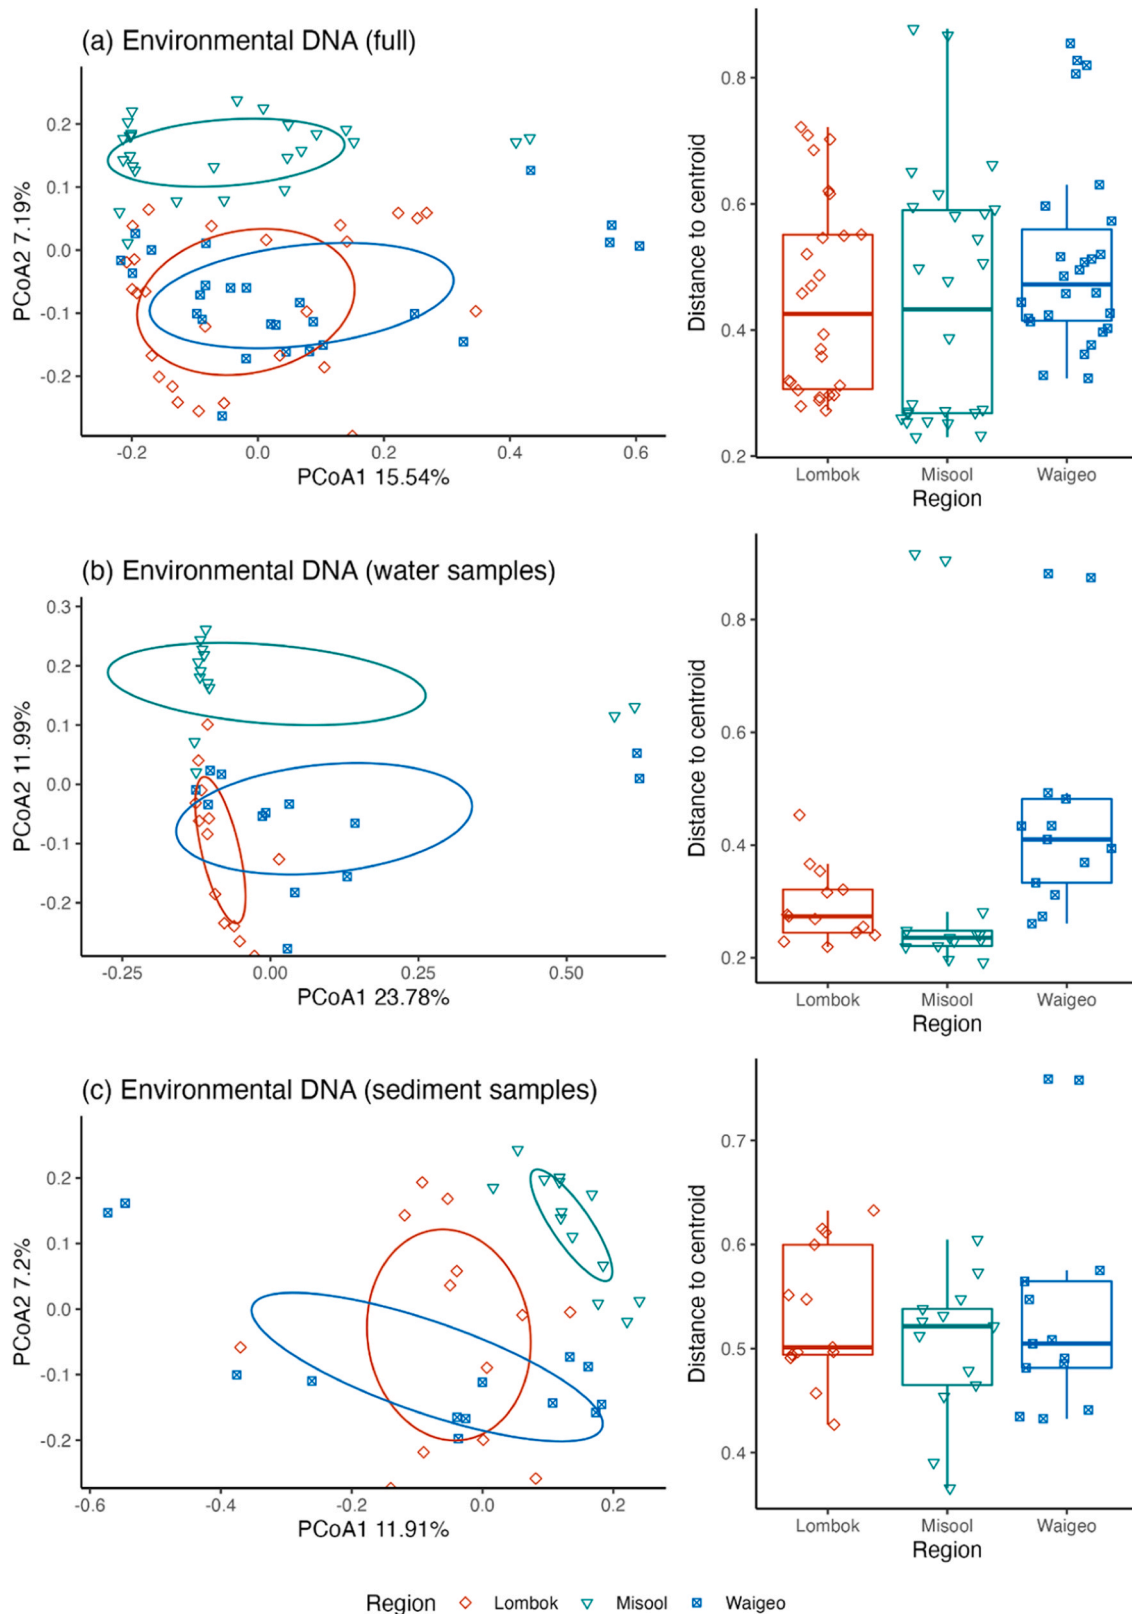 (a) Environmental DNA (full)
PCoA2 7.19%
0.2
0.1
0.0
-0.1
-0.2
-0.2
0.0
0.2
0.4
0.6
PCoA1 15.54%
Distance to centroid
0.8
0.6
0.4
0.2
Lombok
Misool
Waigeo
Region
(b) Environmental DNA (water samples)
PCoA2 11.99%
0.3
0.2
0.1
0.0
-0.1
-0.2
-0.25
0.00
0.25
0.50
PCoA1 23.78%
Distance to centroid
0.8
0.6
0.4
0.2
Lombok
Misool
Waigeo
Region
(c) Environmental DNA (sediment samples)
PCoA2 7.2%
0.2
0.1
0.0
-0.1
-0.2
-0.6
-0.4
-0.2
0.0
0.2
PCoA1 11.91%
Distance to centroid
0.7
0.6
0.5
0.4
Lombok
Misool
Waigeo
Region
Region Lombok Misool Waigeo